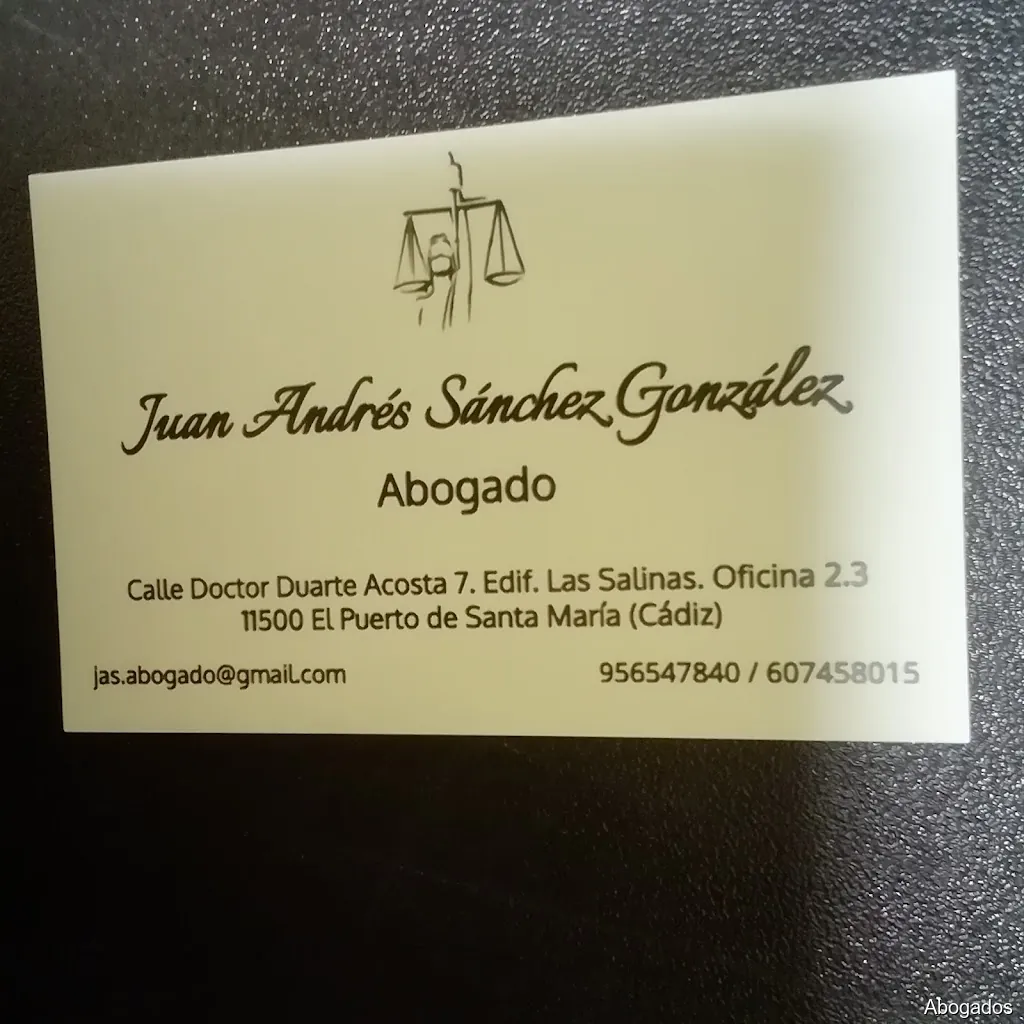 Juan Andrés Sánchez González
Abogado
Calle Doctor Duarte Acosta 7. Edif. Las Salinas. Oficina 2.3
11500 El Puerto de Santa María (Cádiz)
jas.abogado@gmail.com 956547840 / 607458015
Abogados